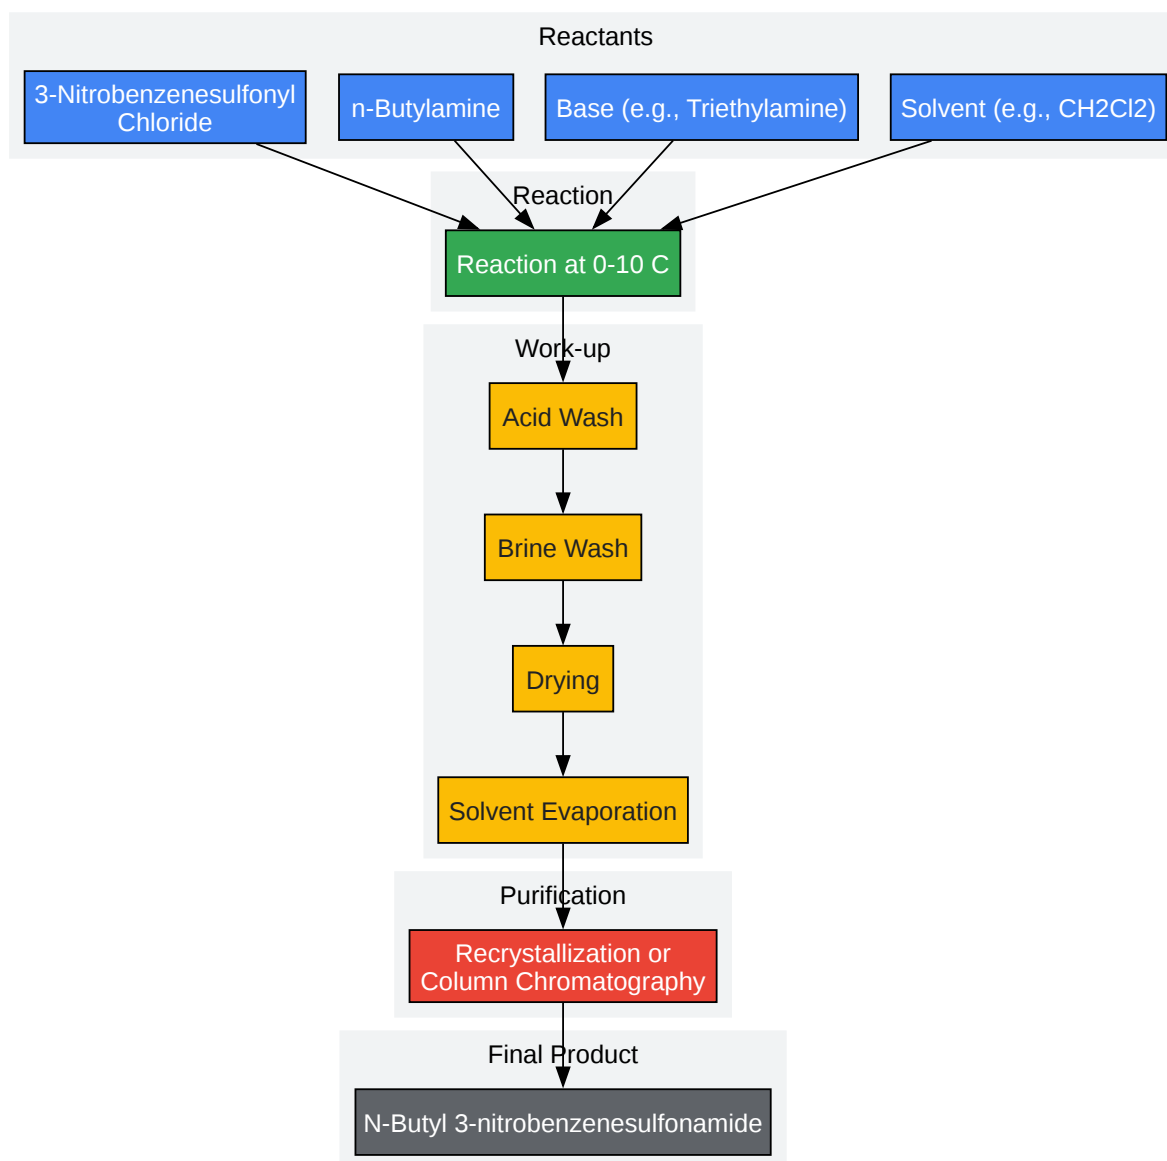 Reactants
3-Nitrobenzenesulfonyl
Chloride
n-Butylamine
Base (e.g., Triethylamine)
Solvent (e.g., CH2Cl2)
Reaction
Reaction at 0-10 C
Work-up
Acid Wash
Brine Wash
Drying
Solvent Evaporation
Purification
Recrystallization or
Column Chromatography
Final Product
N-Butyl 3-nitrobenzenesulfonamide